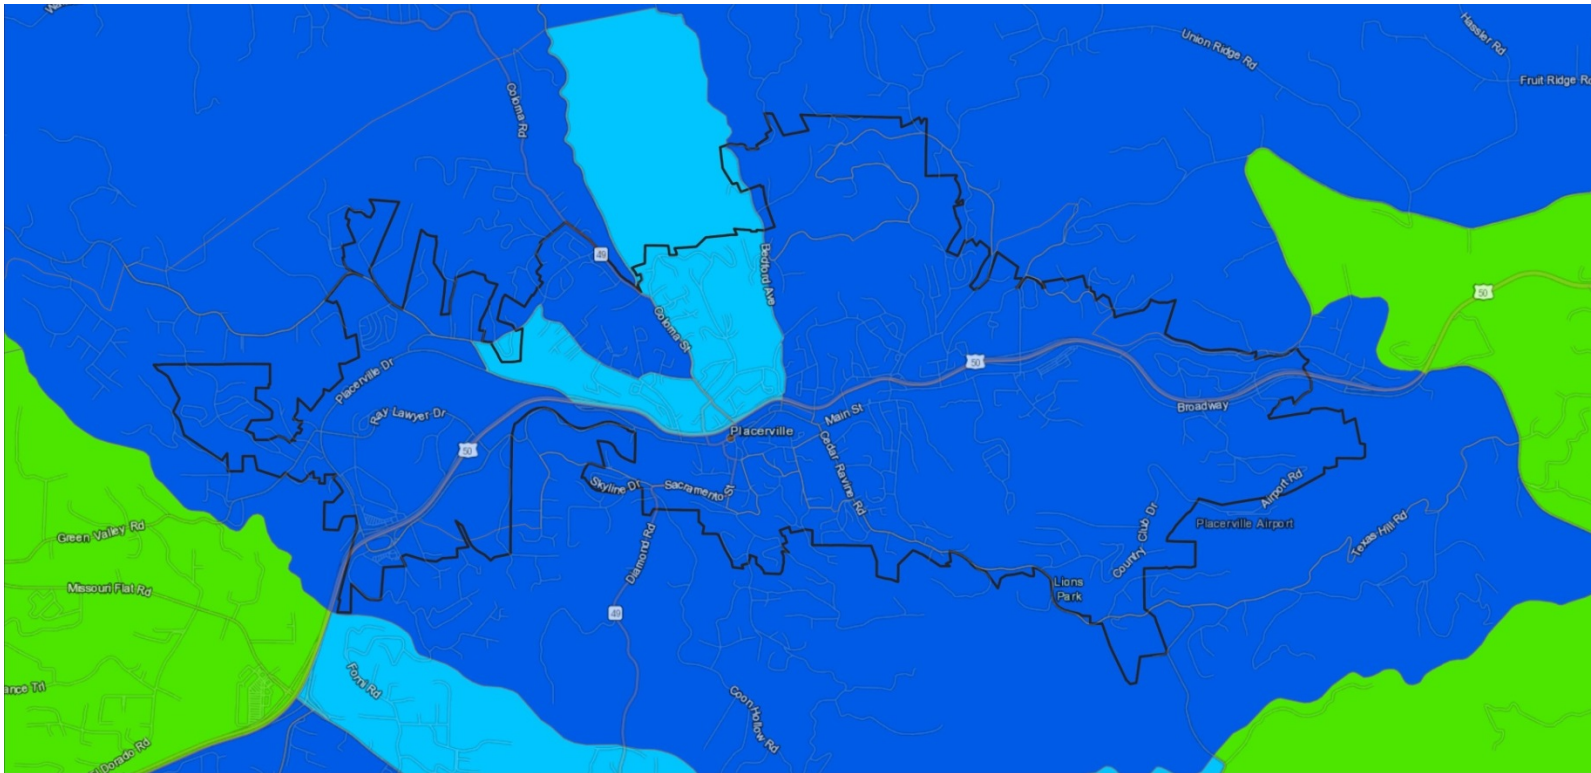 Coloma Rd
Union Ridge Rd
Hassler Rd
Fruit Ridge
49
Bedford Ave
50
Coloma St
50
Placerville Dr
Ray Lawyer Dr
Main St
Broadway
50
Placerville
Cedar Ravine Rd
Skyline Dr
Sacramento St
Airport Rd
Placerville Airport
Country Club Dr
Texas Hill Rd
Green Valley Rd
Diamond Rd
Missouri Flat Rd
Lions
Park
49
Forni Rd
ance Trl
Coon Hollow Rd
Dorado Rd